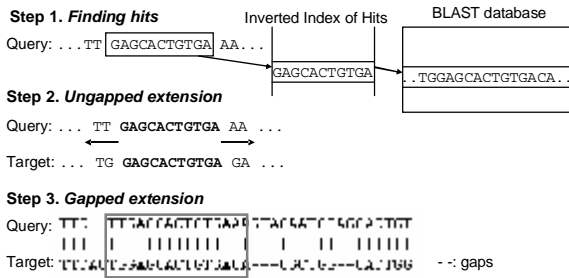 Step 1. Finding hits
Inverted Index of Hits
BLAST database
Query: ...TT GAGCACTGTGA AA...
GAGCACTGTGA
..TGGAGCACTGTGACA..
Step 2. Ungapped extension
Query: ... TT GAGCACTGTGA AA ...
Target: ... TG GAGCACTGTGA GA ...
Step 3. Gapped extension
Query:
Target:
--: gaps